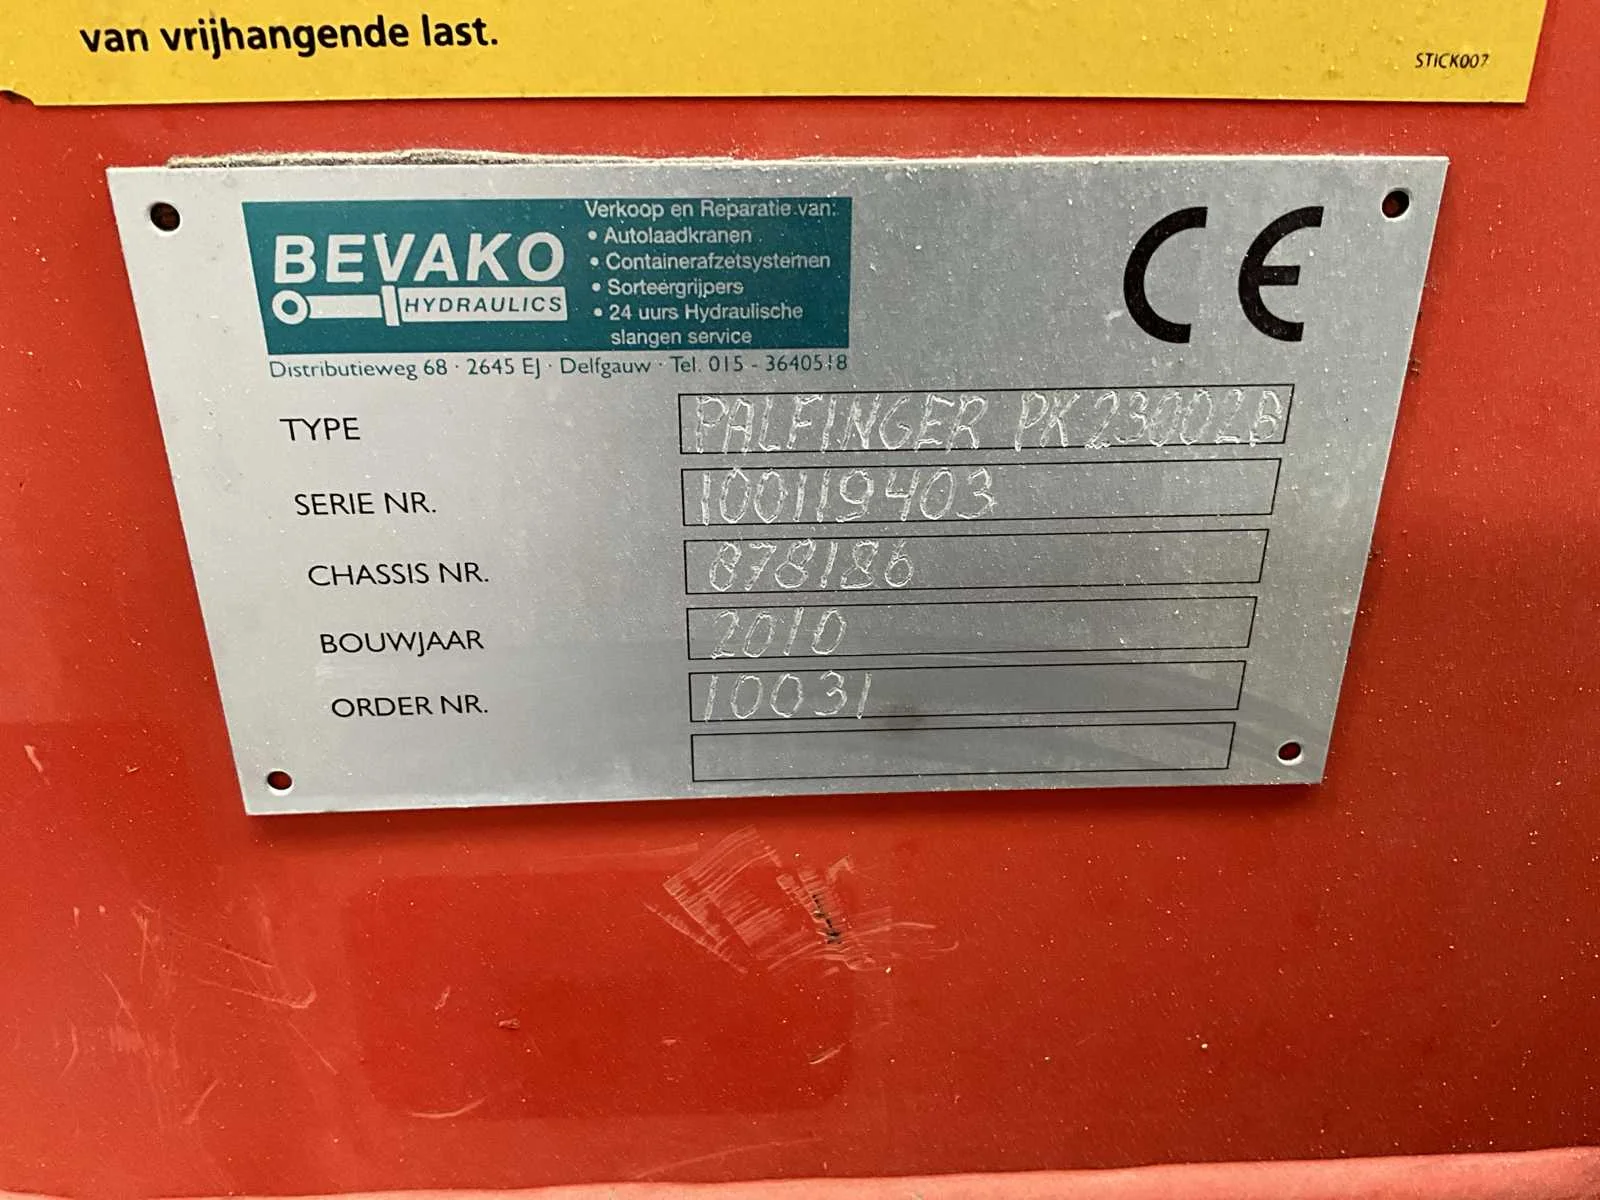 van vrijhangende last.
STICK007
BEVAKO
HYDRAULICS
Verkoop en Reparatie van:
• Autolaadkranen
• Containerafzetsystemen
• Sorteergrijpers
• 24 uurs Hydraulische
slangen service
Distributieweg 68 · 2645 EJ · Delfgauw · Tel. 015 - 3640518
CE
TYPE PALFINGER PK23002B
SERIE NR. 100119403
CHASSIS NR. 878186
BOUWJAAR 2010
ORDER NR. 10031